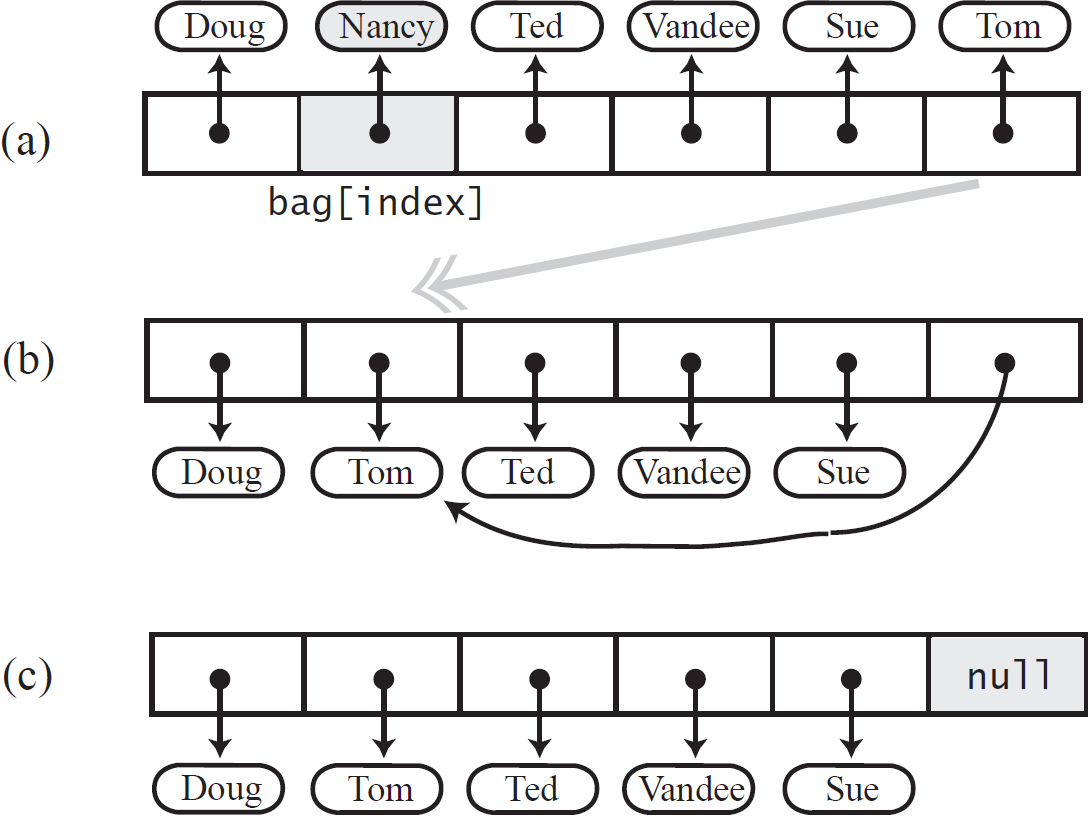 Doug Nancy Ted Vandee Sue Tom
(a)
bag[index]
(b)
Doug Tom Ted Vandee Sue
(c) null
Doug Tom Ted Vandee Sue